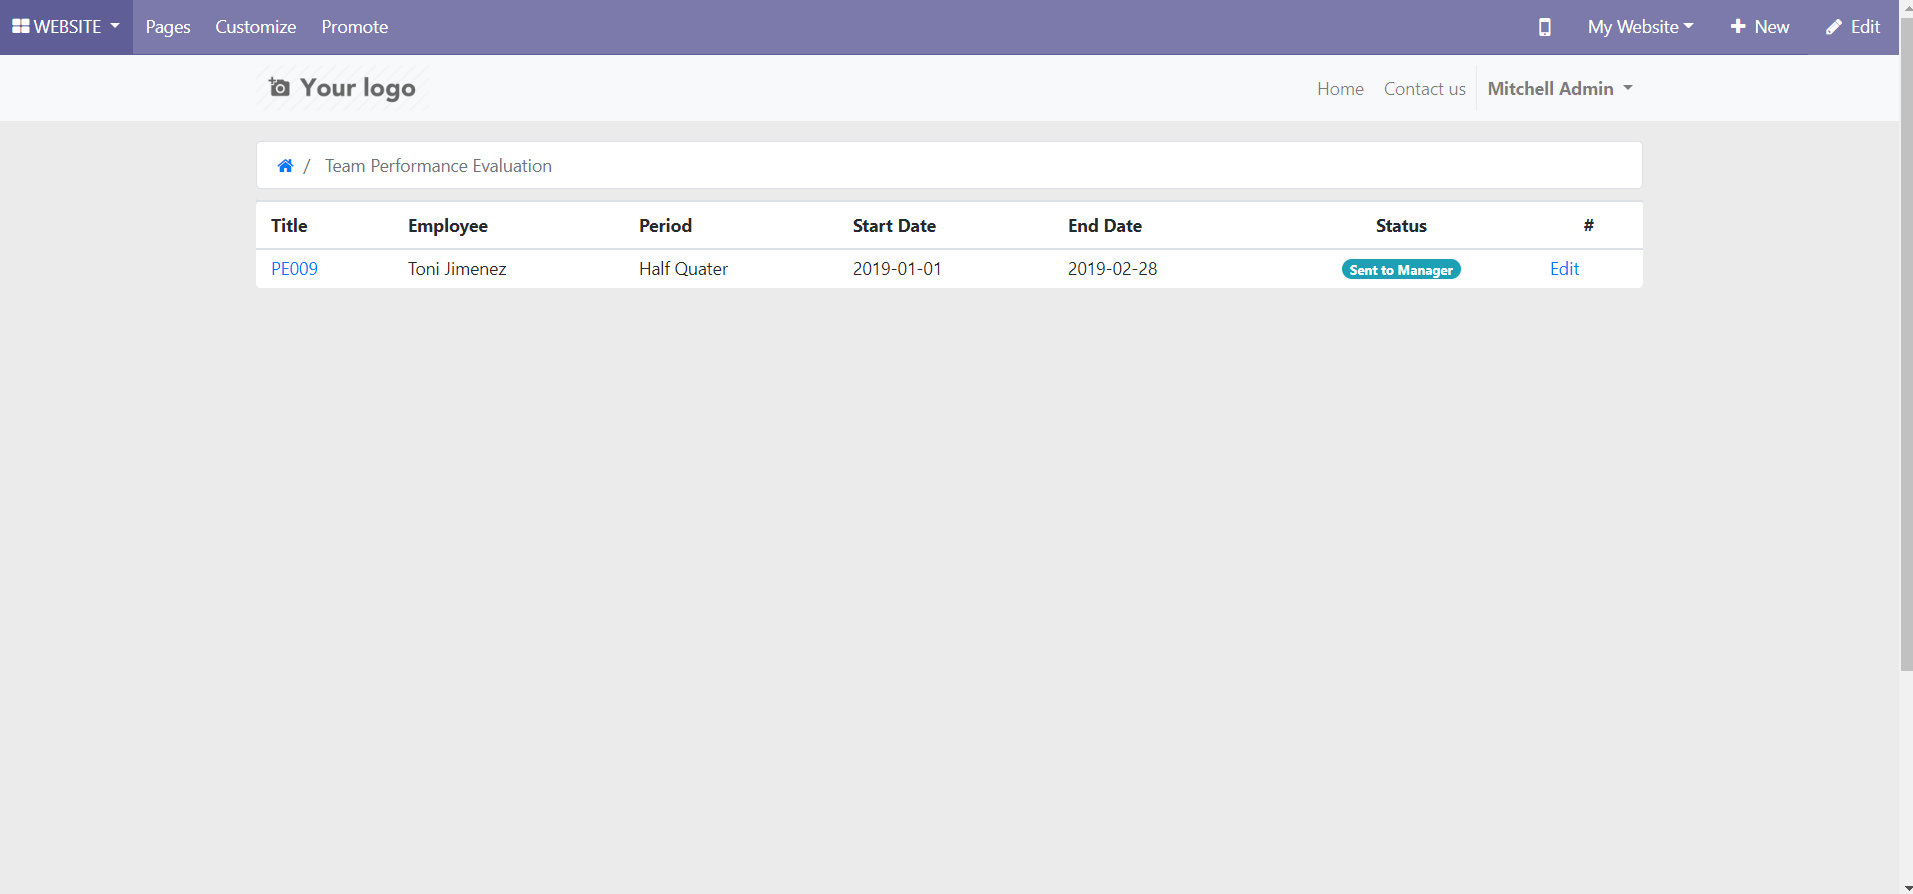 WEBSITE Pages Customize Promote My Website New Edit
Your logo Home Contact us Mitchell Admin
/ Team Performance Evaluation
Title Employee Period Start Date End Date Status #
PE009 Toni Jimenez Half Quater 2019-01-01 2019-02-28 Sent to Manager Edit